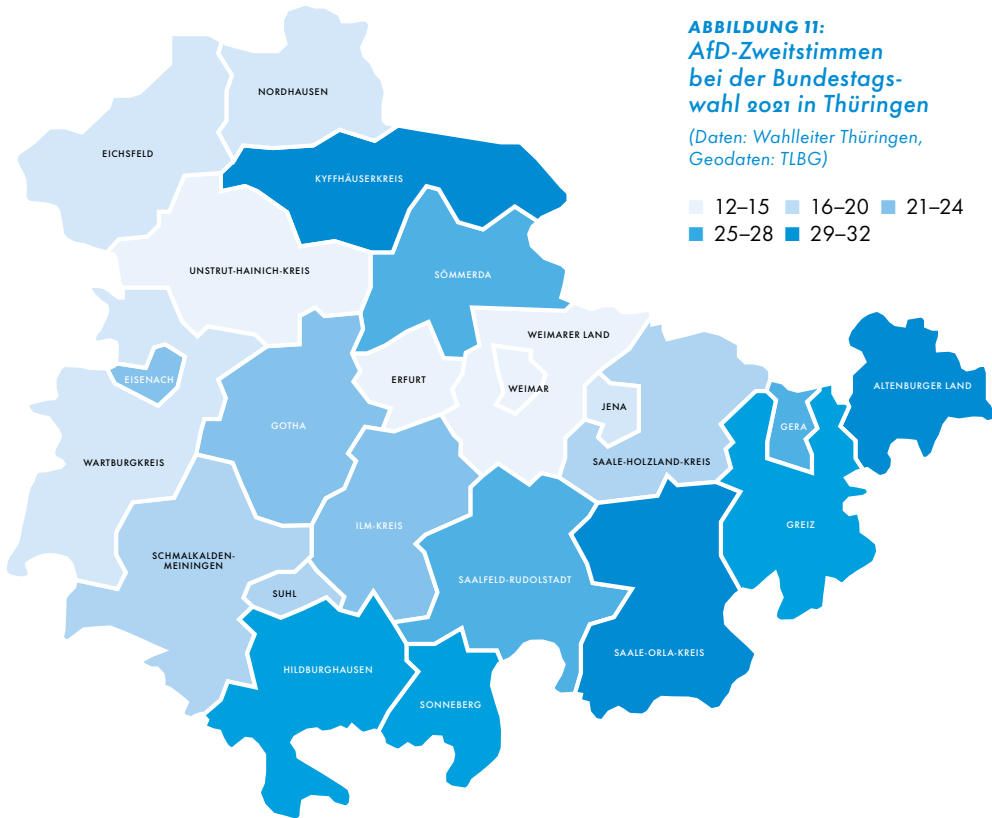 ABBILDUNG 11:
AfD-Zweitstimmen
bei der Bundestags-
wahl 2021 in Thüringen
(Daten: Wahlleiter Thüringen,
Geodaten: TLBG)
12–15 16–20 21–24
25–28 29–32
NORDHAUSEN
EICHSFELD
KYFFHÄUSERKREIS
UNSTRUT-HAINICH-KREIS
SÖMMERDA
WEIMARER LAND
EISENACH
ERFURT
WEIMAR
ALTENBURGER LAND
JENA
GOTHA
GERA
WARTBURGKREIS
SAALE-HOLZLAND-KREIS
ILM-KREIS
GREIZ
SCHMALKALDEN-
MEININGEN
SAALFELD-RUDOLSTADT
SUHL
SAALE-ORLA-KREIS
HILDBURGHAUSEN
SONNEBERG